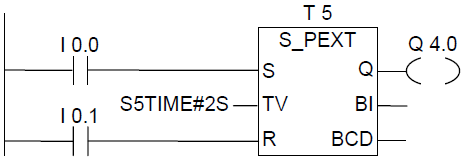 T 5
I 0.0
S_PEXT
Q 4.0
S
Q
S5TIME#2S
TV
BI
I 0.1
R
BCD